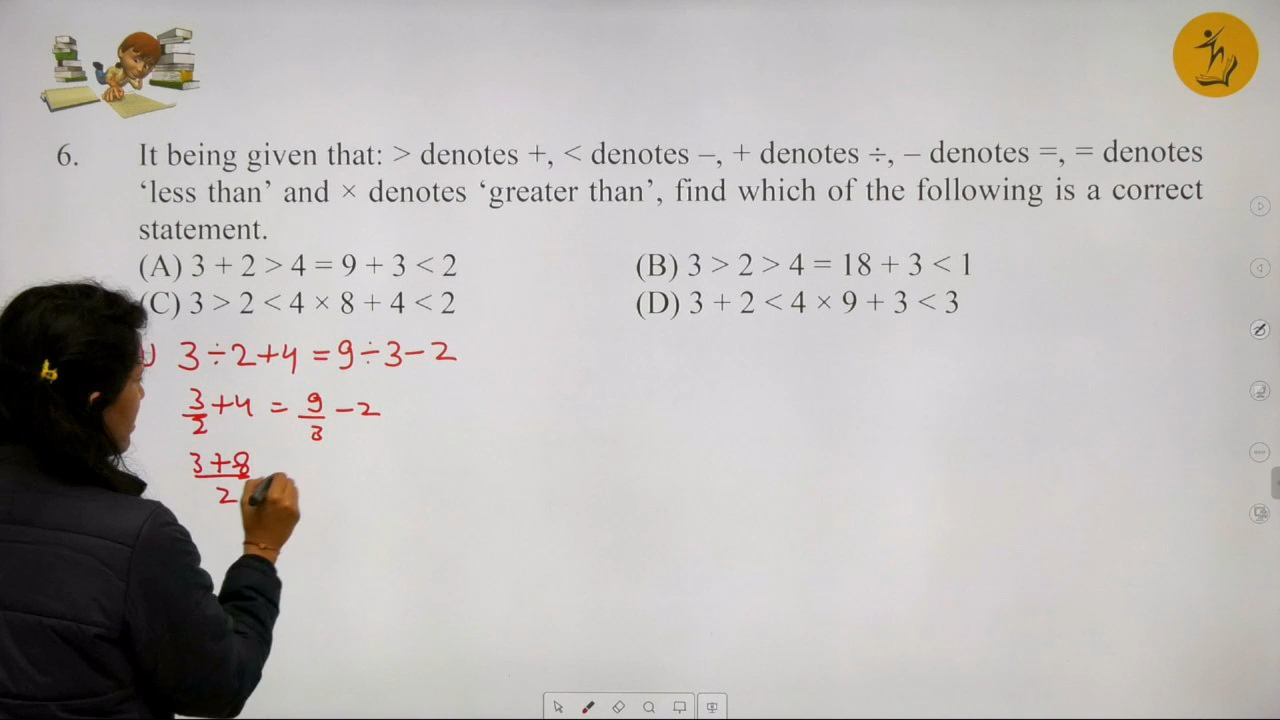 6. It being given that: > denotes +, < denotes –, + denotes ÷, – denotes =, = denotes
'less than' and × denotes 'greater than', find which of the following is a correct
statement.
(A) 3 + 2 > 4 = 9 + 3 < 2 (B) 3 > 2 > 4 = 18 + 3 < 1
(C) 3 > 2 < 4 × 8 + 4 < 2 (D) 3 + 2 < 4 × 9 + 3 < 3
3 ÷ 2 + 4 = 9 ÷ 3 – 2
3/2 + 4 = 9/3 – 2
3 + 8/2